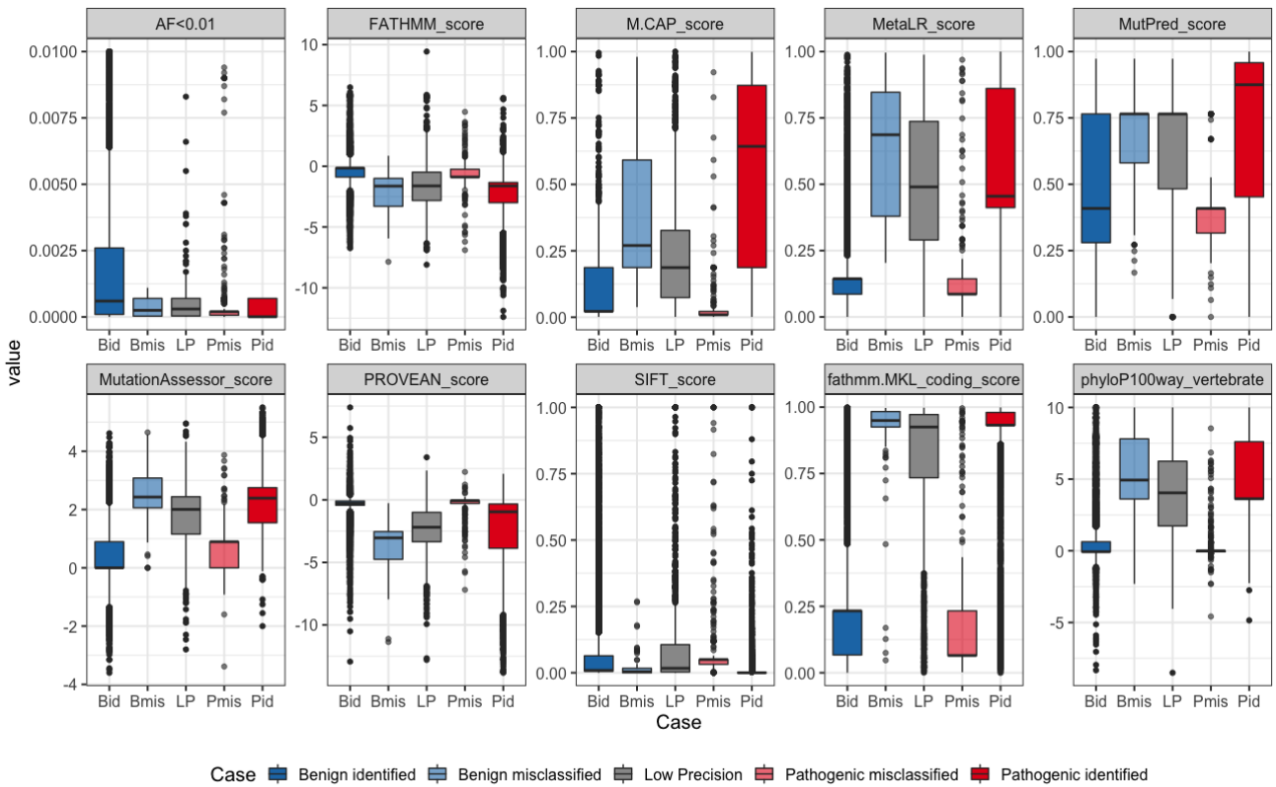 AF<0.01 FATHMM_score M.CAP_score MetaLR_score MutPred_score
0.0100 10 1.00 1.00 1.00
0.0075 5 0.75 0.75 0.75
0.0050 0 0.50 0.50 0.50
0.0025 -5 0.25 0.25 0.25
0.0000 -10 0.00 0.00 0.00
Bid Bmis LP Pmis Pid Bid Bmis LP Pmis Pid Bid Bmis LP Pmis Pid Bid Bmis LP Pmis Pid Bid Bmis LP Pmis Pid
value
MutationAssessor_score PROVEAN_score SIFT_score fathmm.MKL_coding_score phyloP100way_vertebrate
4 5 1.00 1.00 10
2 0 0.75 0.75 5
0 -5 0.50 0.50 0
-2 -10 0.25 0.25 -5
-4 0.00 0.00
Bid Bmis LP Pmis Pid Bid Bmis LP Pmis Pid Bid Bmis LP Pmis Pid Bid Bmis LP Pmis Pid Bid Bmis LP Pmis Pid
Case
Case Benign identified Benign misclassified Low Precision Pathogenic misclassified Pathogenic identified